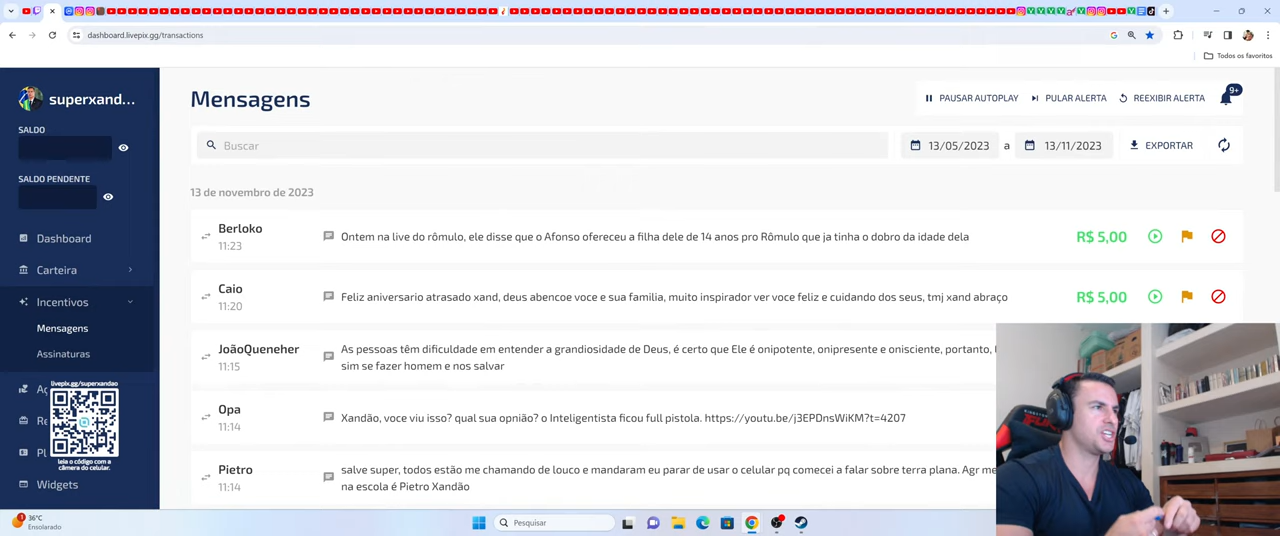 dashboard.livepix.gg/transactions
Todos os favoritos
superxand...
Mensagens
PAUSAR AUTOPLAY
PULAR ALERTA
REEXIBIR ALERTA
9+
SALDO
Buscar
13/05/2023 a 13/11/2023
EXPORTAR
SALDO PENDENTE
13 de novembro de 2023
Dashboard
Carteira
Incentivos
Mensagens
Assinaturas
livepix.gg/superxandao
leia o código com a
câmera do celular.
Widgets
Berloko
11:23
Ontem na live do rômulo, ele disse que o Afonso ofereceu a filha dele de 14 anos pro Rômulo que ja tinha o dobro da idade dela
R$ 5,00
Caio
11:20
Feliz aniversario atrasado xand, deus abencoe voce e sua familia, muito inspirador ver voce feliz e cuidando dos seus, tmj xand abraço
R$ 5,00
JoãoQueneher
11:15
As pessoas têm dificuldade em entender a grandiosidade de Deus, é certo que Ele é onipotente, onipresente e onisciente, portanto,
sim se fazer homem e nos salvar
Opa
11:14
Xandão, voce viu isso? qual sua opnião? o Inteligentista ficou full pistola. https://youtu.be/j3EPDnsWiKM?t=4207
Pietro
11:14
salve super, todos estão me chamando de louco e mandaram eu parar de usar o celular pq comecei a falar sobre terra plana. Agr me
na escola é Pietro Xandão
1
36°C
Ensolarado
Pesquisar